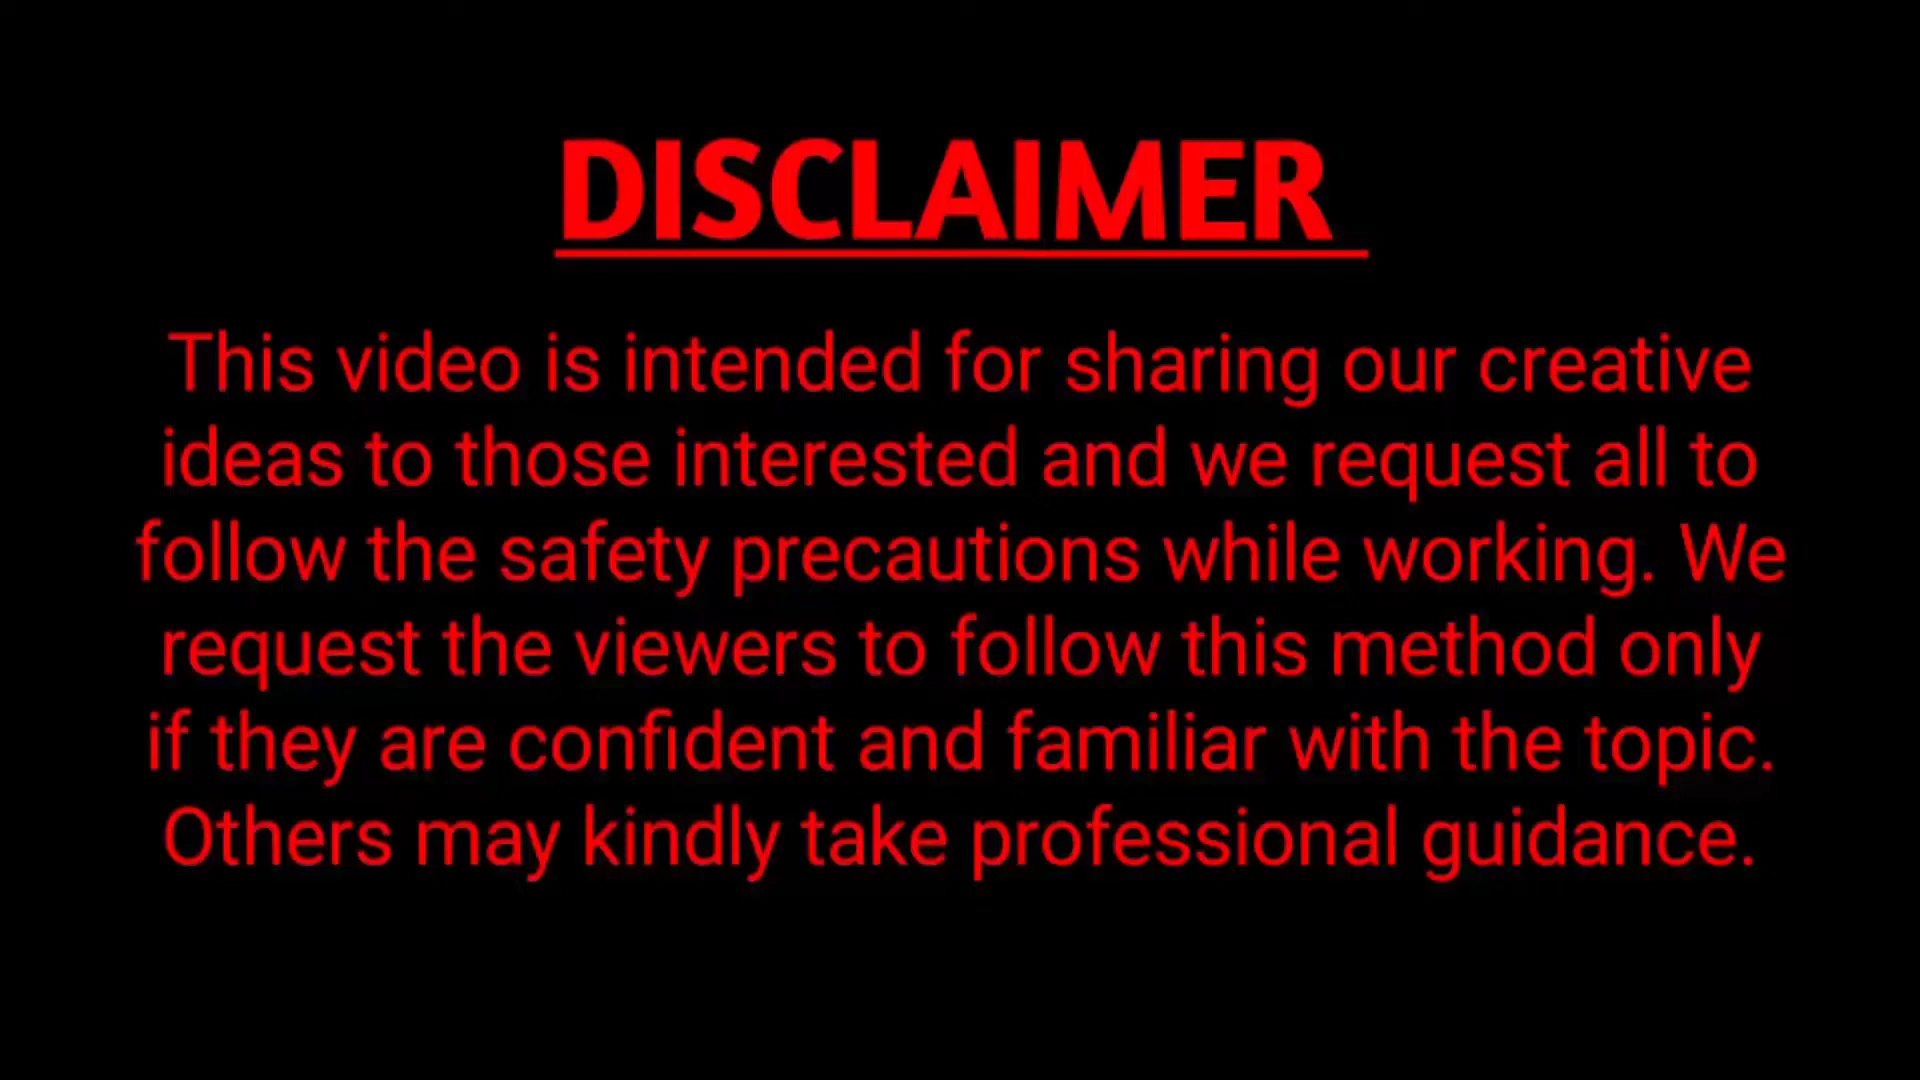 DISCLAIMER
This video is intended for sharing our creative
ideas to those interested and we request all to
follow the safety precautions while working. We
request the viewers to follow this method only
if they are confident and familiar with the topic.
Others may kindly take professional guidance.